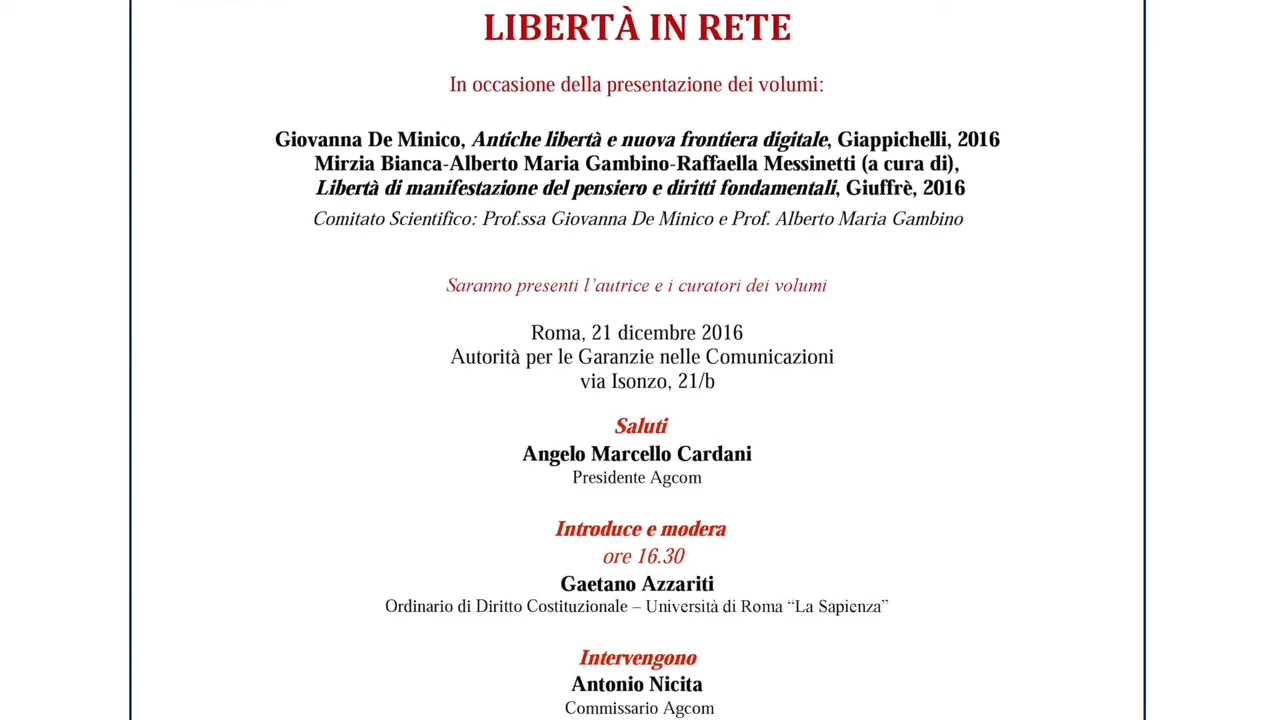 LIBERTÀ IN RETE
In occasione della presentazione dei volumi:
Giovanna De Minico, Antiche libertà e nuova frontiera digitale, Giappichelli, 2016
Mirzia Bianca-Alberto Maria Gambino-Raffaella Messinetti (a cura di),
Libertà di manifestazione del pensiero e diritti fondamentali, Giuffrè, 2016
Comitato Scientifico: Prof.ssa Giovanna De Minico e Prof. Alberto Maria Gambino
Saranno presenti l’autrice e i curatori dei volumi
Roma, 21 dicembre 2016
Autorità per le Garanzie nelle Comunicazioni
via Isonzo, 21/b
Saluti
Angelo Marcello Cardani
Presidente Agcom
Introduce e modera
ore 16.30
Gaetano Azzariti
Ordinario di Diritto Costituzionale – Università di Roma “La Sapienza”
Intervengono
Antonio Nicita
Commissario Agcom